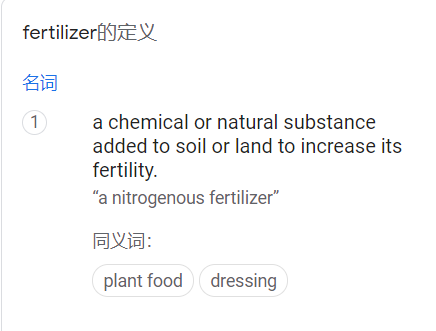 fertilizer的定义
名词
1
a chemical or natural substance
added to soil or land to increase its
fertility.
“a nitrogenous fertilizer”
同义词：
plant food dressing